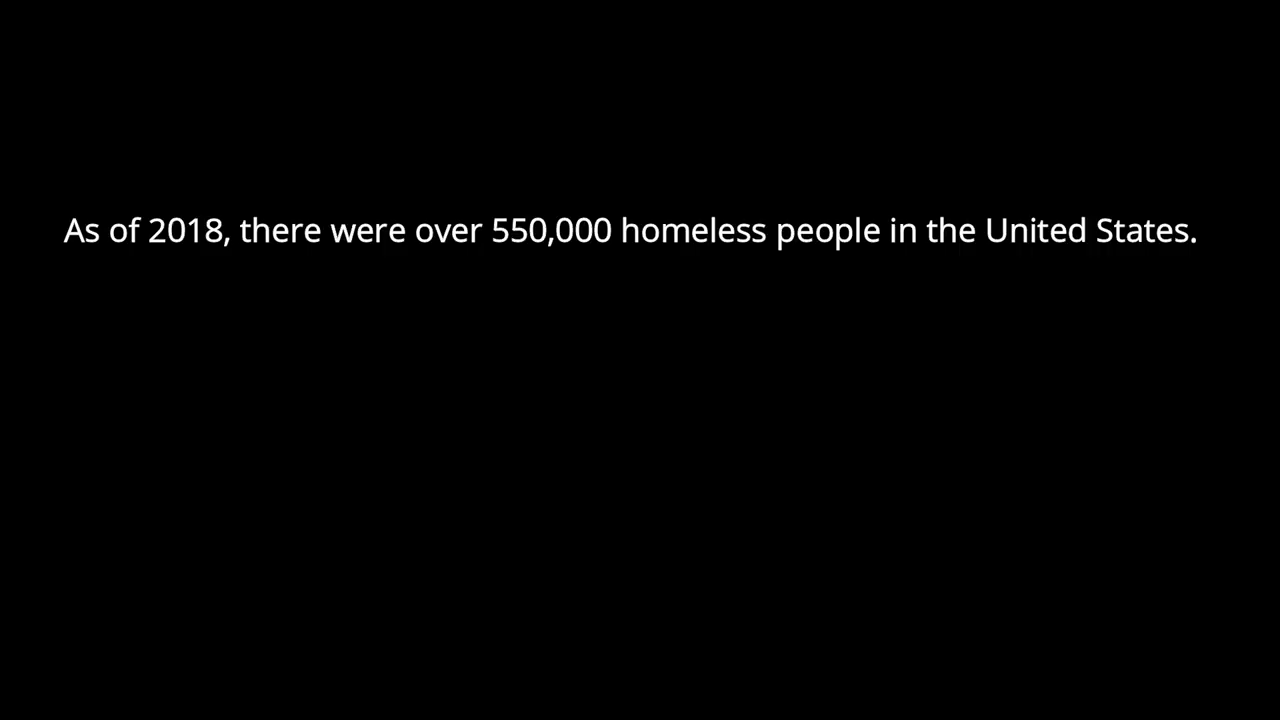 As of 2018, there were over 550,000 homeless people in the United States.